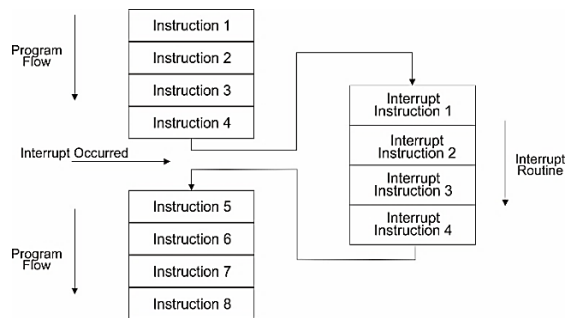 Program
Flow
Instruction 1
Instruction 2
Instruction 3
Instruction 4
Interrupt Occurred
Interrupt
Instruction 1
Interrupt
Instruction 2
Interrupt
Instruction 3
Interrupt
Instruction 4
Interrupt
Routine
Program
Flow
Instruction 5
Instruction 6
Instruction 7
Instruction 8